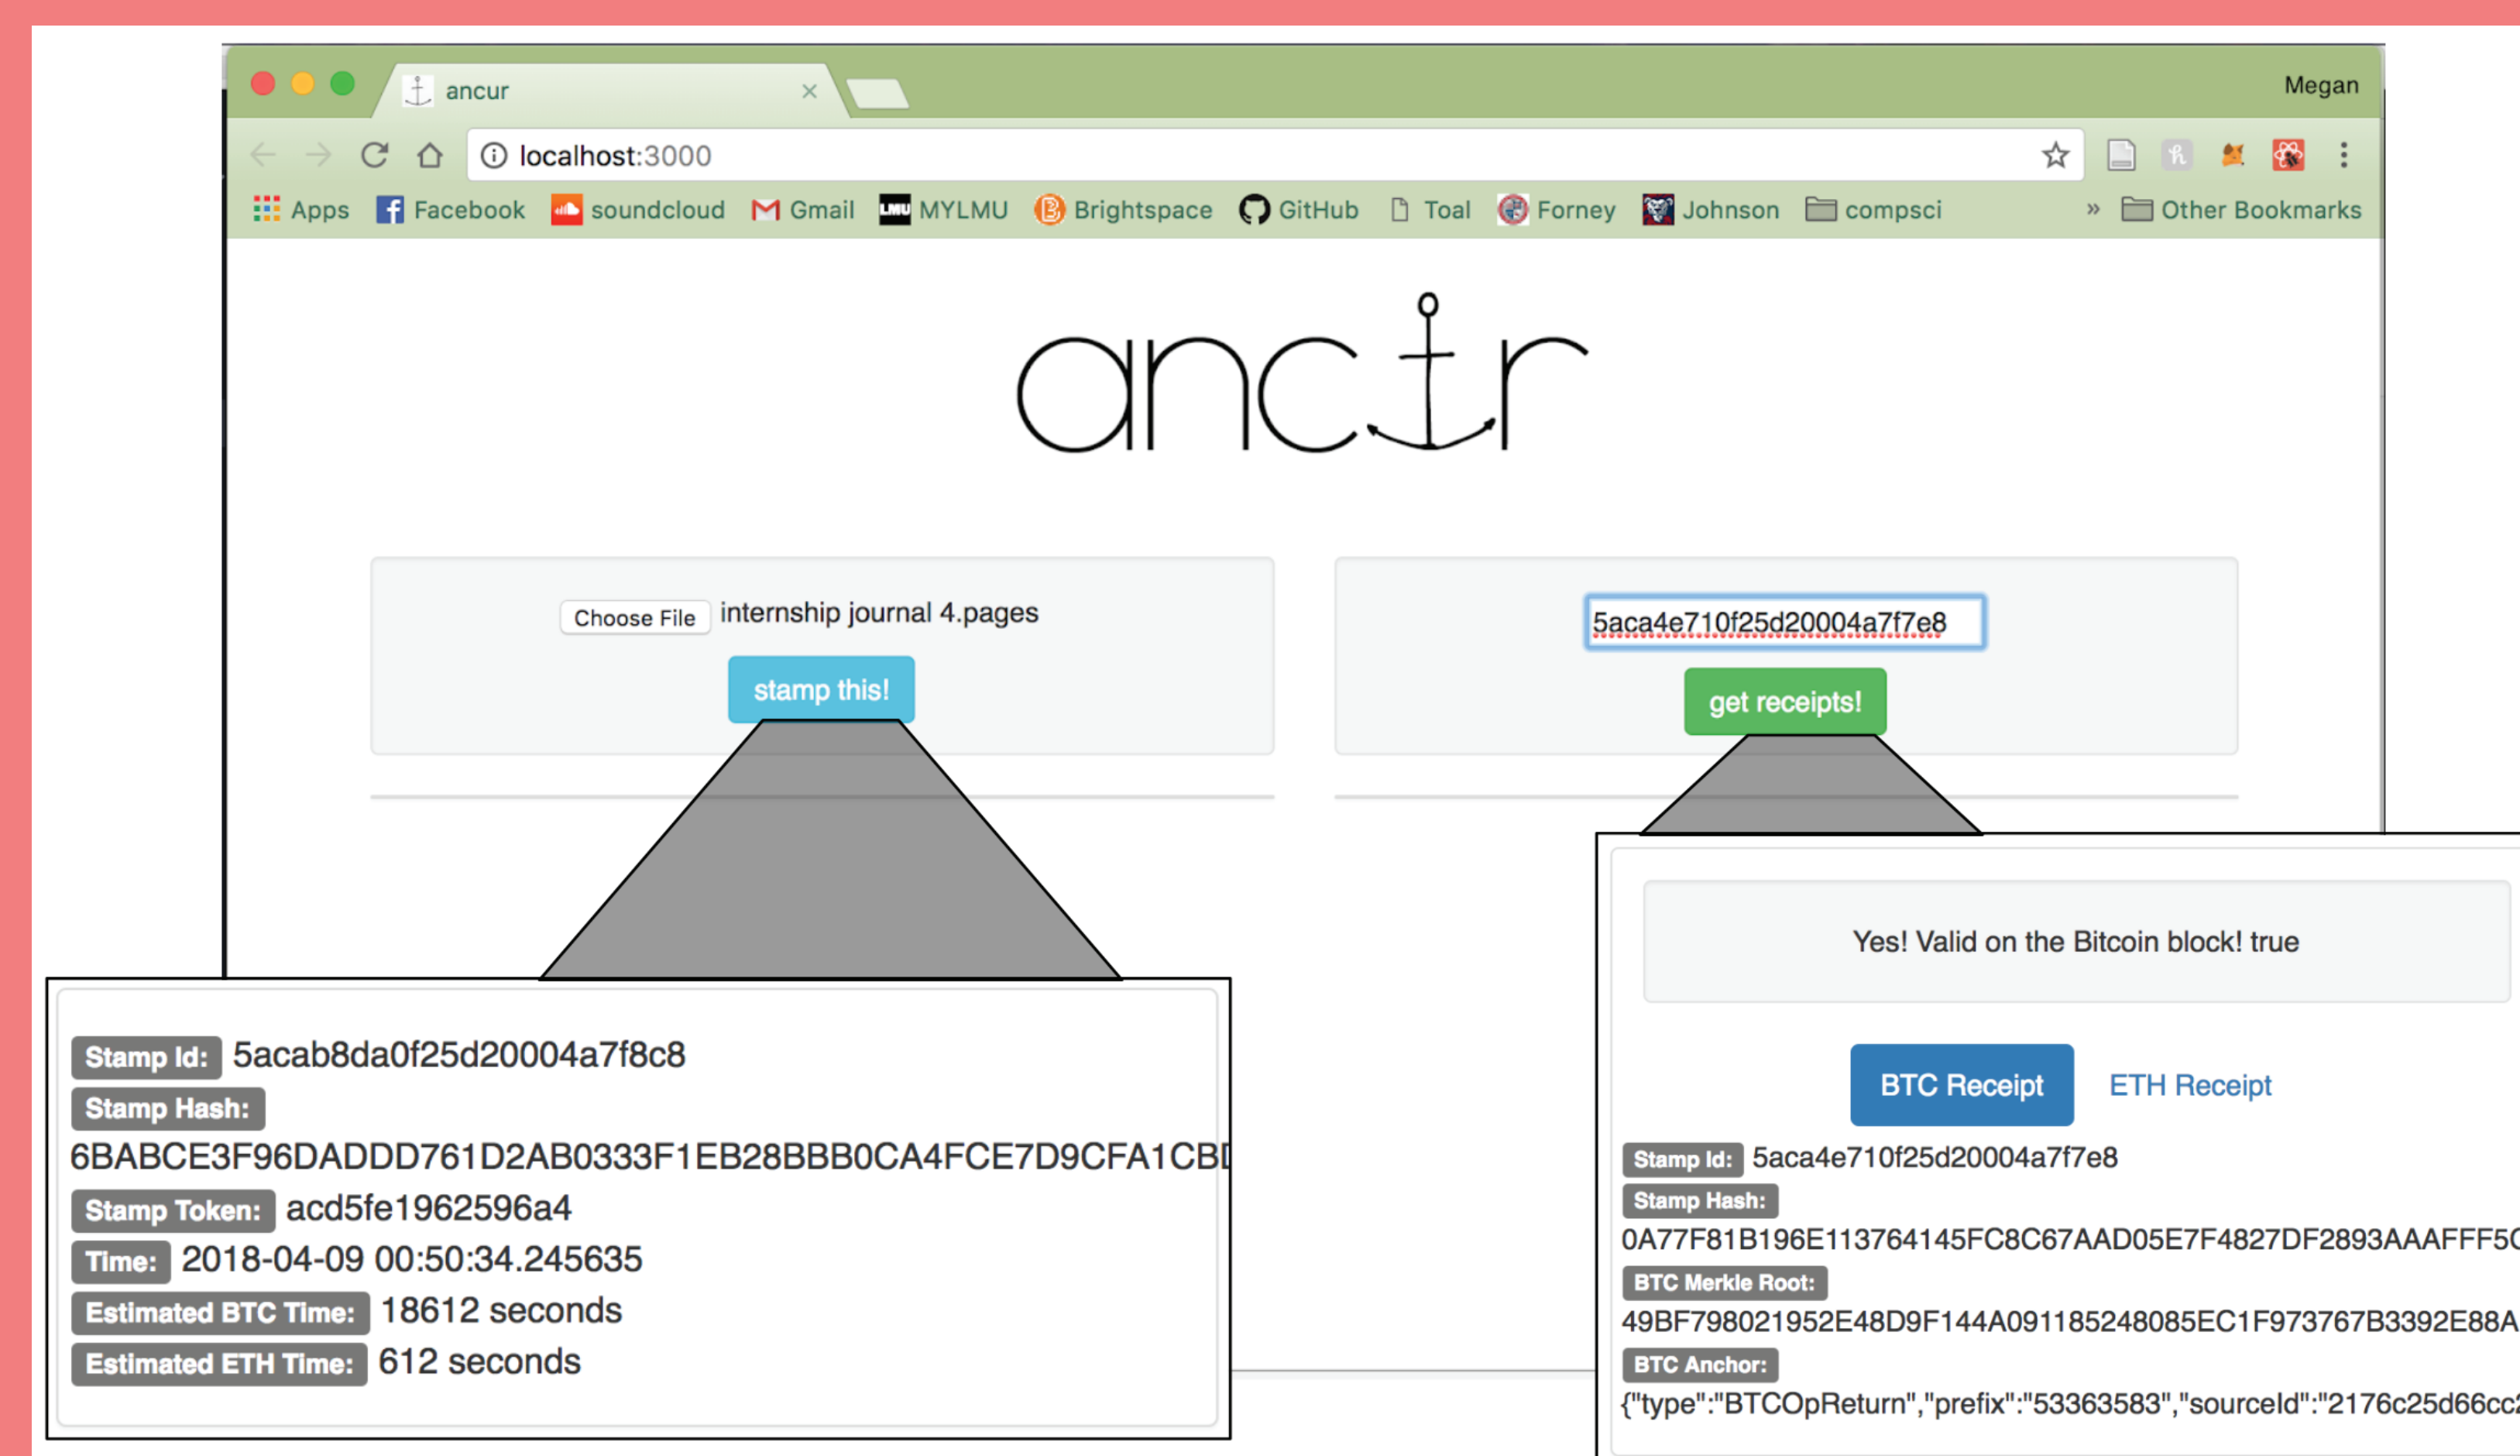 ancur
Megan
localhost:3000
Apps Facebook soundcloud Gmail MYLMU Brightspace GitHub Toal Forney Johnson compsci » Other Bookmarks
ancur
Choose File internship journal 4.pages
stamp this!
5aca4e710f25d20004a7f7e8
get receipts!
Stamp Id: 5acab8da0f25d20004a7f8c8
Stamp Hash:
6BABCE3F96DADDD761D2AB0333F1EB28BBB0CA4FCE7D9CFA1CB
Stamp Token: acd5fe1962596a4
Time: 2018-04-09 00:50:34.245635
Estimated BTC Time: 18612 seconds
Estimated ETH Time: 612 seconds
Yes! Valid on the Bitcoin block! true
BTC Receipt ETH Receipt
Stamp Id: 5aca4e710f25d20004a7f7e8
Stamp Hash:
0A77F81B196E113764145FC8C67AAD05E7F4827DF2893AAAFFF5
BTC Merkle Root:
49BF798021952E48D9F144A091185248085EC1F973767B3392E88A
BTC Anchor:
{"type":"BTCOpReturn","prefix":"53363583","sourceId":"2176c25d66cc